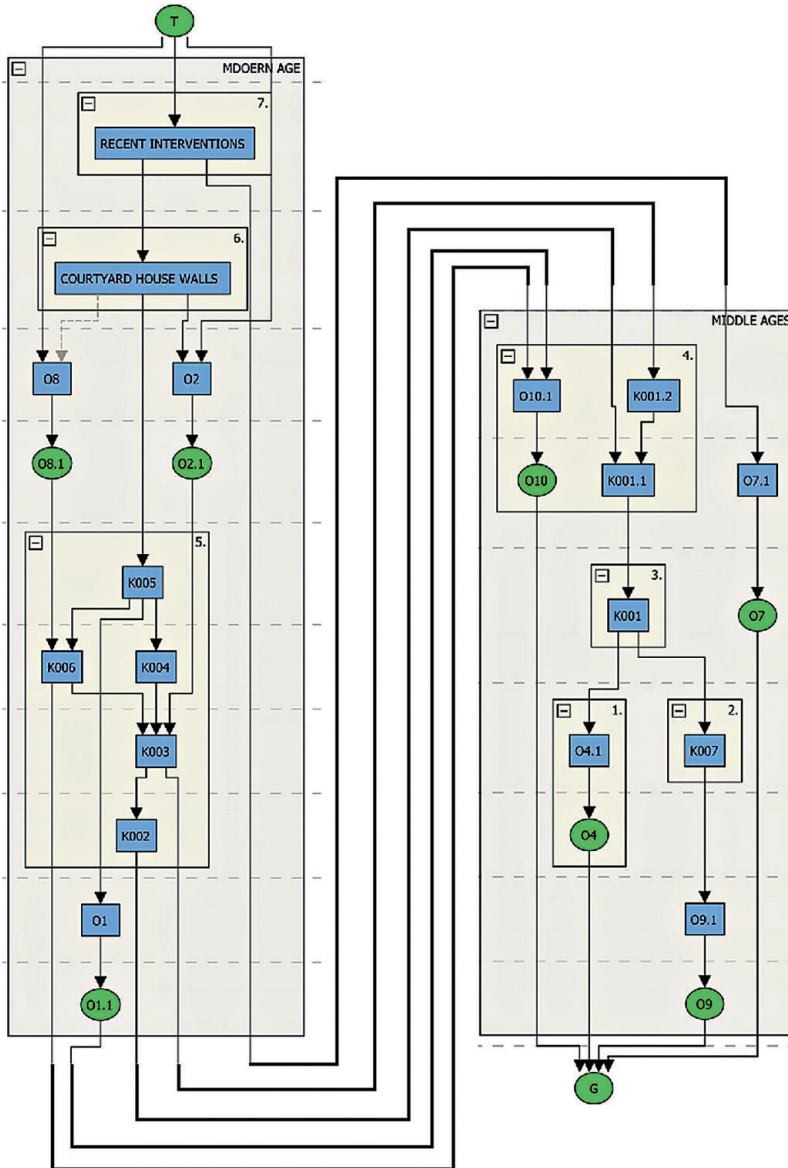 T
MDOERN AGE
7.
RECENT INTERVENTIONS
6.
COURTYARD HOUSE WALLS
O8
O2
O8.1
O2.1
5.
K005
K006
K004
K003
K002
O1
O1.1
MIDDLE AGES
4.
O10.1
K001.2
O10
K001.1
O7.1
3.
K001
O7
1.
2.
O4.1
K007
O4
O9.1
O9
G